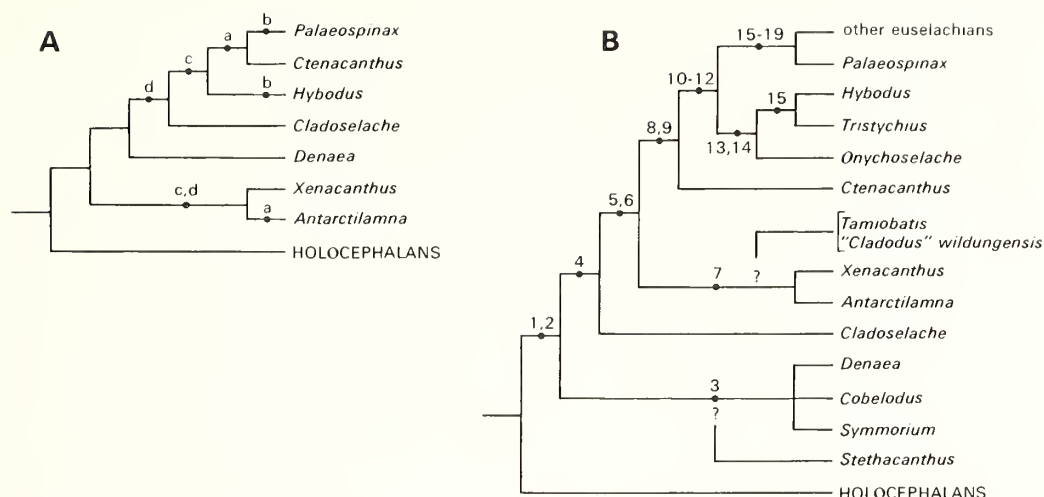 A
b
Palaeospinax
a
Ctenacanthus
c
b
Hybodus
d
Cladoselache
Denaea
c,d
Xenacanthus
a
Antarctilamna
HOLOCEPHALANS
B
15-19
other euselachians
Palaeospinax
10-12
15
Hybodus
Tristychius
13,14
Onychoselache
8,9
Ctenacanthus
5,6
Tamiobatis
"Cladodus" wildungensis
?
7
Xenacanthus
Antarctilamna
4
Cladoselache
1,2
Denaea
3
Cobelodus
?
Symmorium
Stethacanthus
HOLOCEPHALANS